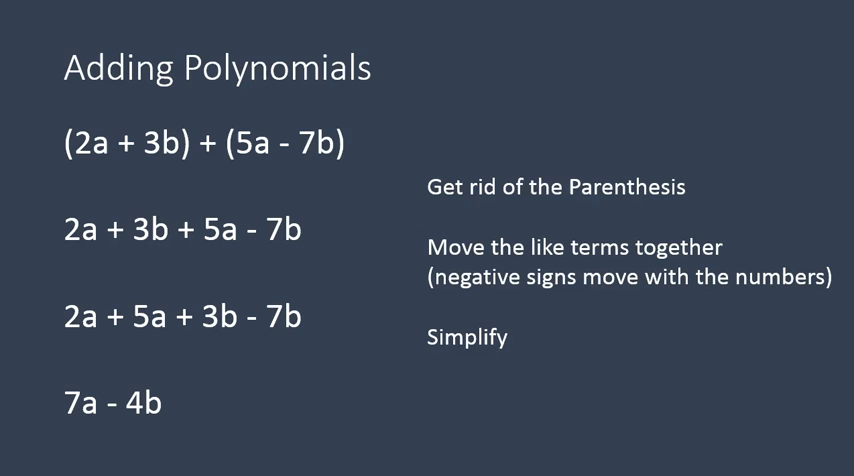 Adding Polynomials
(2a + 3b) + (5a - 7b)
Get rid of the Parenthesis
2a + 3b + 5a - 7b
Move the like terms together
(negative signs move with the numbers)
2a + 5a + 3b - 7b
Simplify
7a - 4b